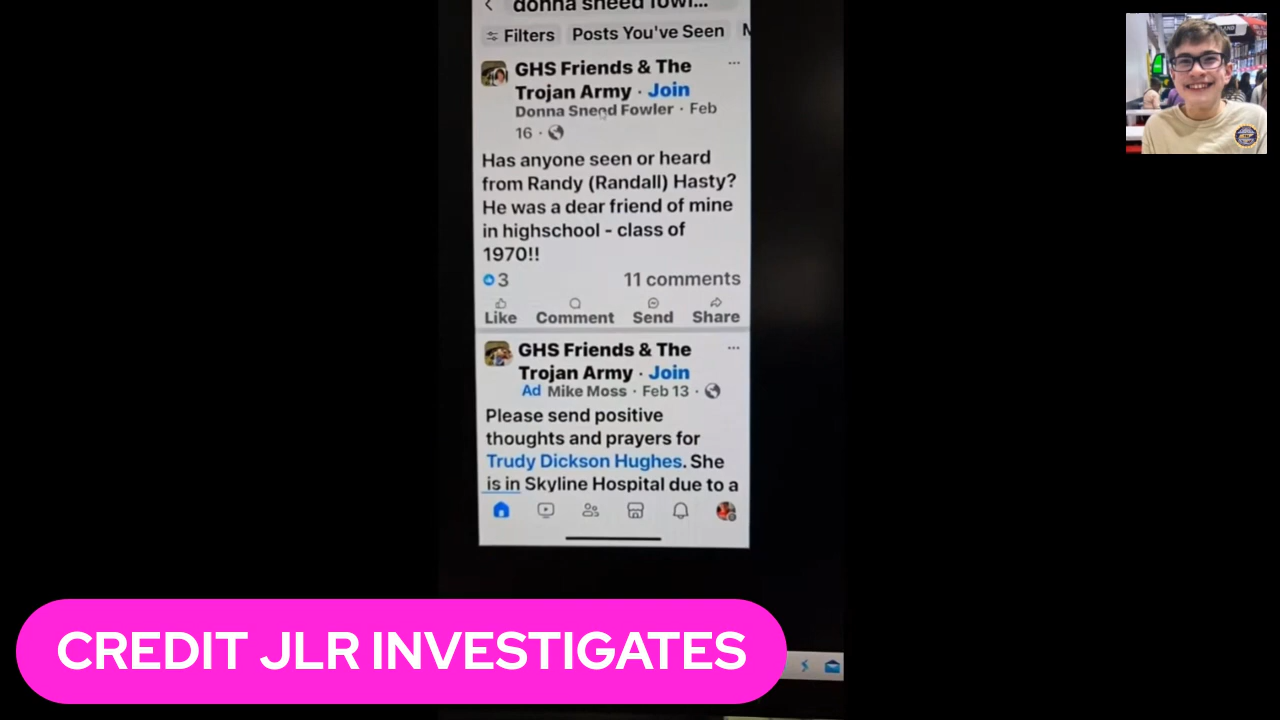 donna sneed fowl...
Filters Posts You've Seen
GHS Friends & The
Trojan Army · Join
Donna Sneed Fowler · Feb
16 ·
Has anyone seen or heard
from Randy (Randall) Hasty?
He was a dear friend of mine
in highschool - class of
1970!!
3 11 comments
Like Comment Send Share
GHS Friends & The
Trojan Army · Join
Ad Mike Moss · Feb 13 ·
Please send positive
thoughts and prayers for
Trudy Dickson Hughes. She
is in Skyline Hospital due to a
CREDIT JLR INVESTIGATES